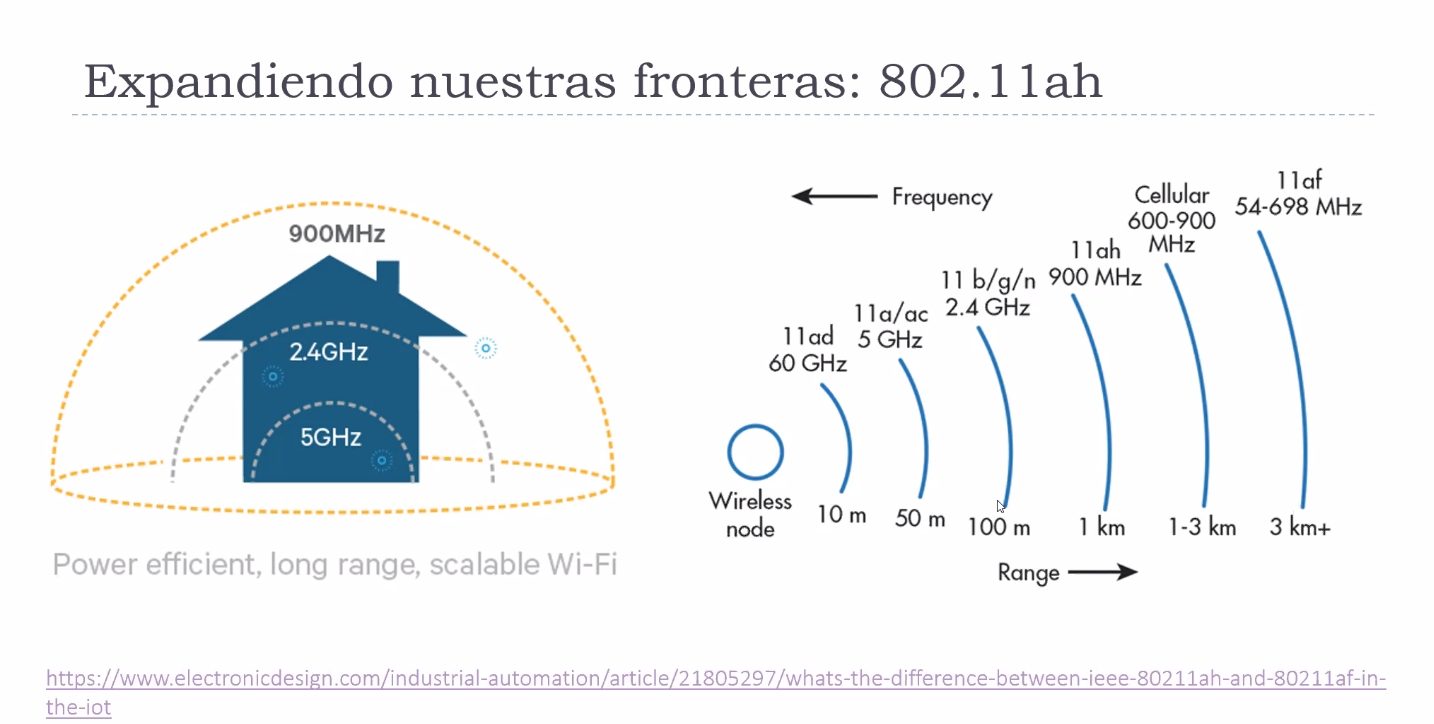 Expandiendo nuestras fronteras: 802.11ah
900MHz
2.4GHz
5GHz
Power efficient, long range, scalable Wi-Fi
Frequency
11ad
60 GHz
11a/ac
5 GHz
11 b/g/n
2.4 GHz
11ah
900 MHz
Cellular
600-900
MHz
11af
54-698 MHz
Wireless
node
10 m
50 m
100 m
1 km
1-3 km
3 km+
Range
https://www.electronicdesign.com/industrial-automation/article/21805297/whats-the-difference-between-ieee-80211ah-and-80211af-in-
the-iot